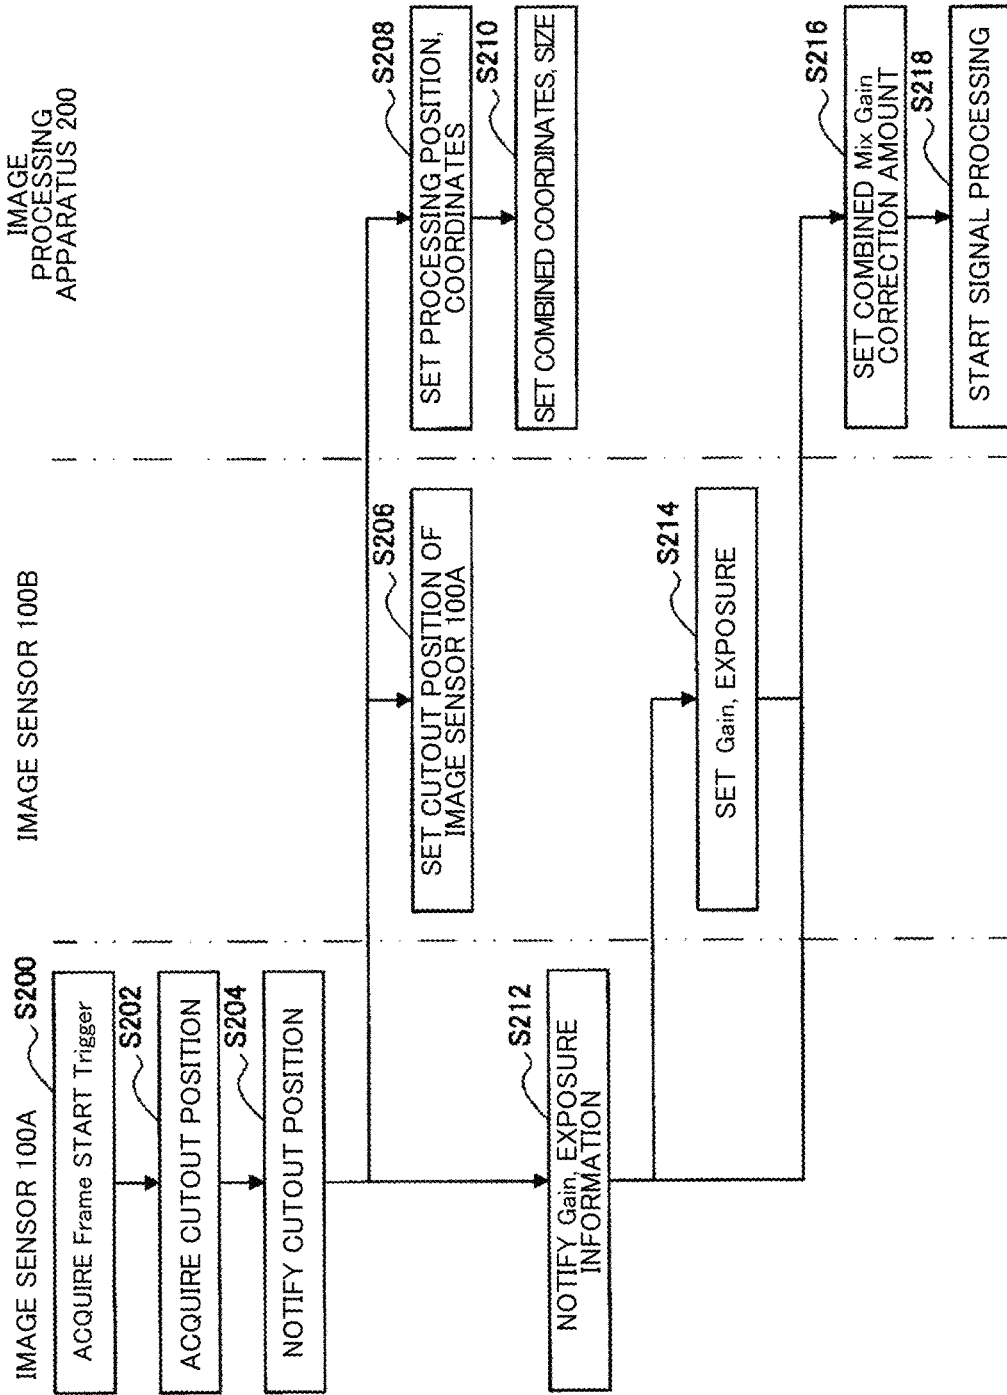 IMAGE SENSOR 100A
IMAGE SENSOR 100B
IMAGE
PROCESSING
APPARATUS 200
S200
ACQUIRE Frame START Trigger
S202
ACQUIRE CUTOUT POSITION
S204
NOTIFY CUTOUT POSITION
S206
SET CUTOUT POSITION OF
IMAGE SENSOR 100A
S208
SET PROCESSING POSITION,
COORDINATES
S210
SET COMBINED COORDINATES, SIZE
S212
NOTIFY Gain, EXPOSURE
INFORMATION
S214
SET Gain, EXPOSURE
S216
SET COMBINED Mix Gain
CORRECTION AMOUNT
S218
START SIGNAL PROCESSING